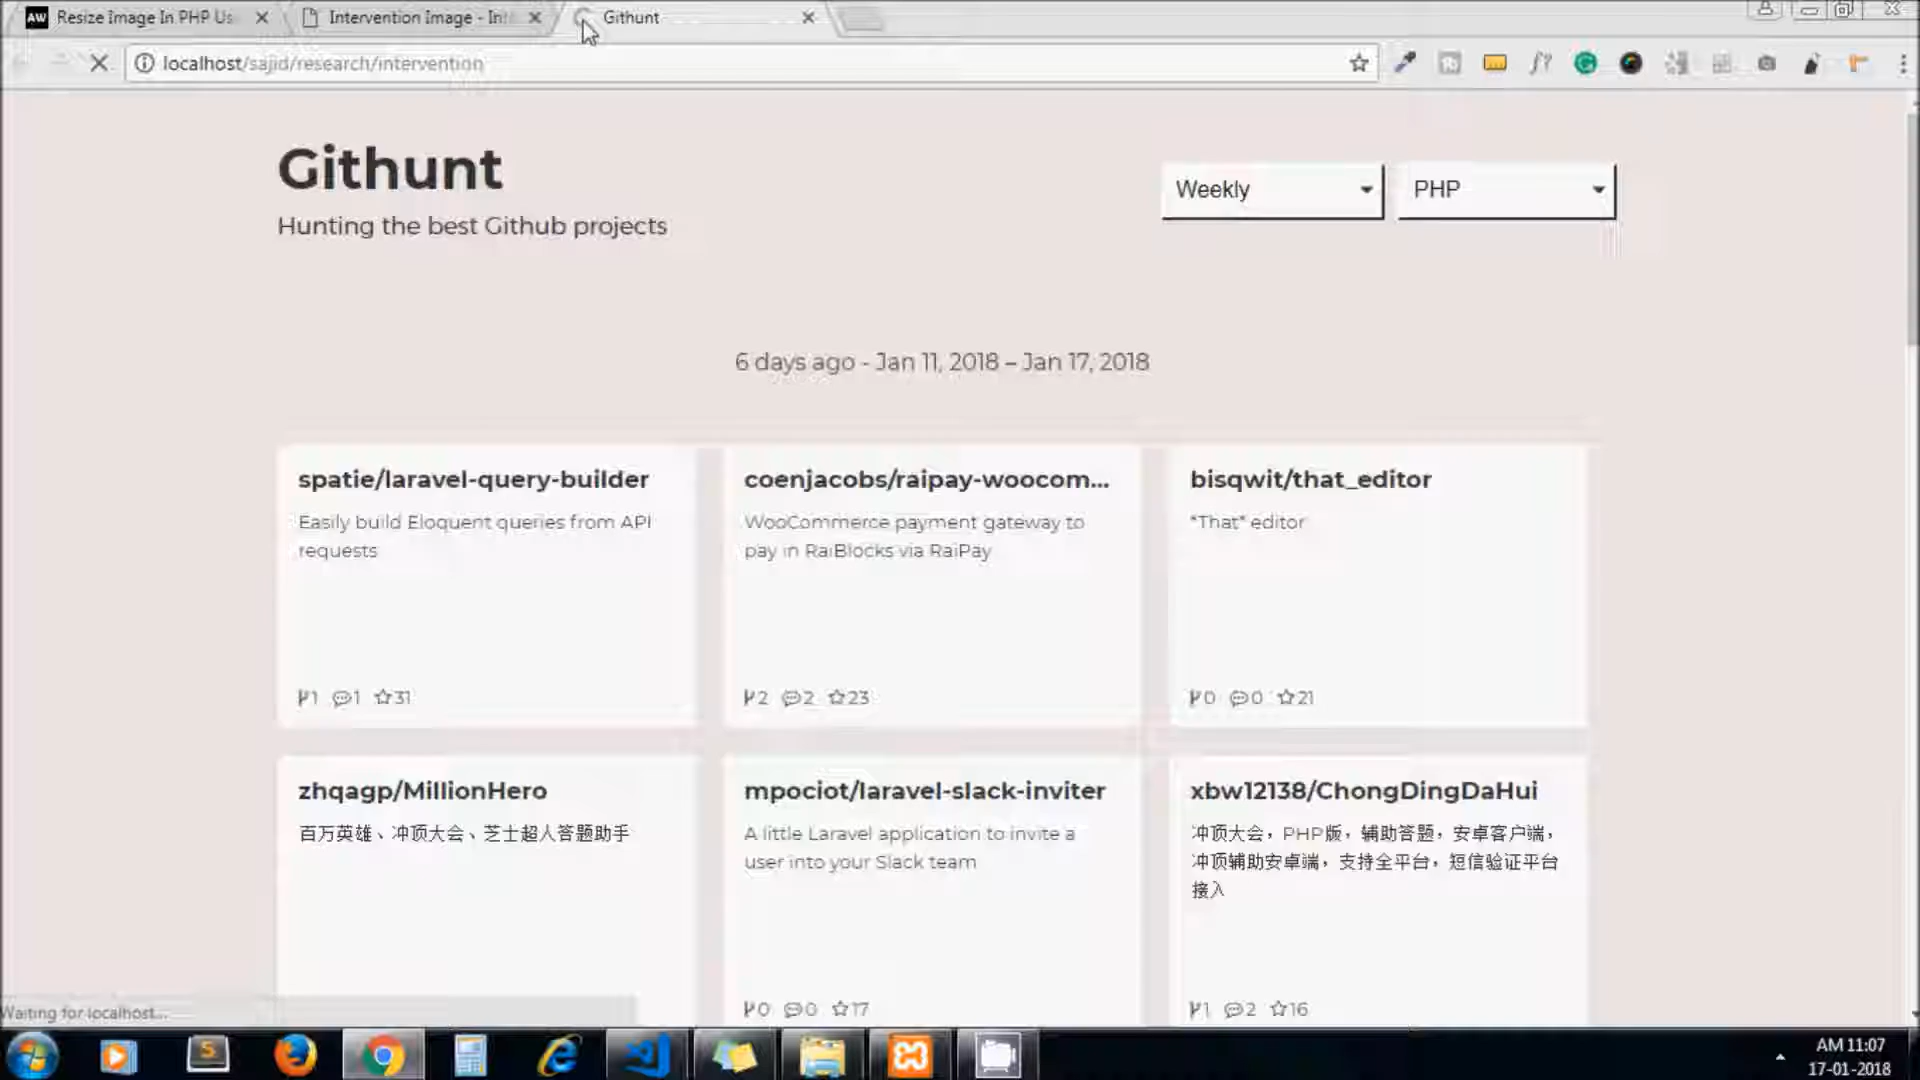 Resize Image In PHP Us
Intervention Image - Int
Githunt
localhost/sajid/research/intervention
Githunt
Hunting the best Github projects
Weekly
PHP
6 days ago - Jan 11, 2018 – Jan 17, 2018
spatie/laravel-query-builder
Easily build Eloquent queries from API
requests
1 1 31
coenjacobs/raipay-woocom...
WooCommerce payment gateway to
pay in RaiBlocks via RaiPay
2 2 23
bisqwit/that_editor
*That* editor
0 0 21
zhqagp/MillionHero
百万英雄、冲顶大会、芝士超人答题助手
mpociot/laravel-slack-inviter
A little Laravel application to invite a
user into your Slack team
0 0 17
xbw12138/ChongDingDaHui
冲顶大会，PHP版，辅助答题，安卓客户端，
冲顶辅助安卓端，支持全平台，短信验证平台
接入
1 2 16
Waiting for localhost...
AM 11:07
17-01-2018